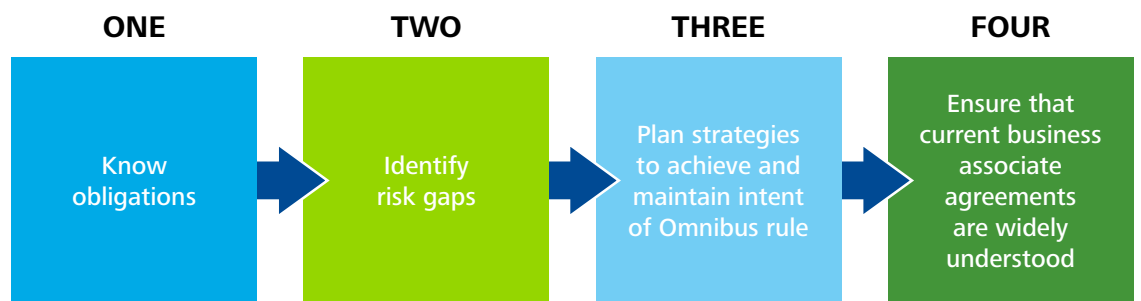 ONE
Know
obligations
TWO
Identify
risk gaps
THREE
Plan strategies
to achieve and
maintain intent
of Omnibus rule
FOUR
Ensure that
current business
associate
agreements
are widely
understood